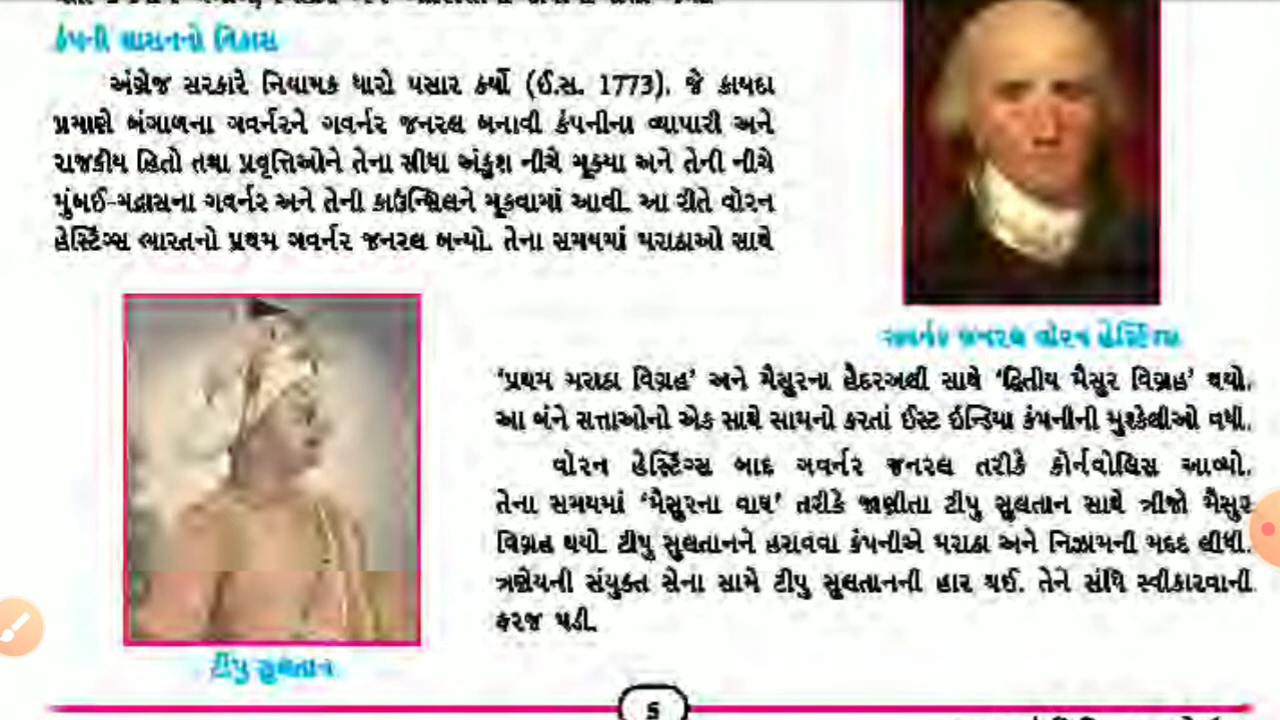 કંપની શાસનનો વિકાસ
અંગ્રેજ સરકારે નિયામક ધારો પસાર કર્યો (ઈ.સ. 1773). જે કાયદા
પ્રમાણે બંગાળના ગવર્નરને ગવર્નર જનરલ બનાવી કંપનીના વ્યાપારી અને
રાજકીય હિતો તથા પ્રવૃત્તિઓને તેના સીધા અંકુશ નીચે મૂક્યા અને તેની નીચે
મુંબઈ-મદ્રાસના ગવર્નર અને તેની કાઉન્સિલને મૂકવામાં આવી. આ રીતે વૉરન
હેસ્ટિંગ્સ ભારતનો પ્રથમ ગવર્નર જનરલ બન્યો. તેના સમયમાં મરાઠાઓ સાથે
ગવર્નર જનરલ વૉરન હેસ્ટિંગ્સ
'પ્રથમ મરાઠા વિગ્રહ' અને મૈસુરના હૈદરઅલી સાથે 'દ્વિતીય મૈસુર વિગ્રહ' થયો.
આ બંને સત્તાઓનો એક સાથે સામનો કરતાં ઈસ્ટ ઇન્ડિયા કંપનીની મુશ્કેલીઓ વધી.
વૉરન હેસ્ટિંગ્સ બાદ ગવર્નર જનરલ તરીકે કોર્નવોલિસ આવ્યો.
તેના સમયમાં 'મૈસુરના વાઘ' તરીકે જાણીતા ટીપુ સુલતાન સાથે ત્રીજો મૈસુર
વિગ્રહ થયો. ટીપુ સુલતાનને હરાવવા કંપનીએ મરાઠા અને નિઝામની મદદ લીધી.
ત્રણેયની સંયુક્ત સેના સામે ટીપુ સુલતાનની હાર થઈ. તેને સંધિ સ્વીકારવાની
ફરજ પડી.
ટીપુ સુલતાન
5